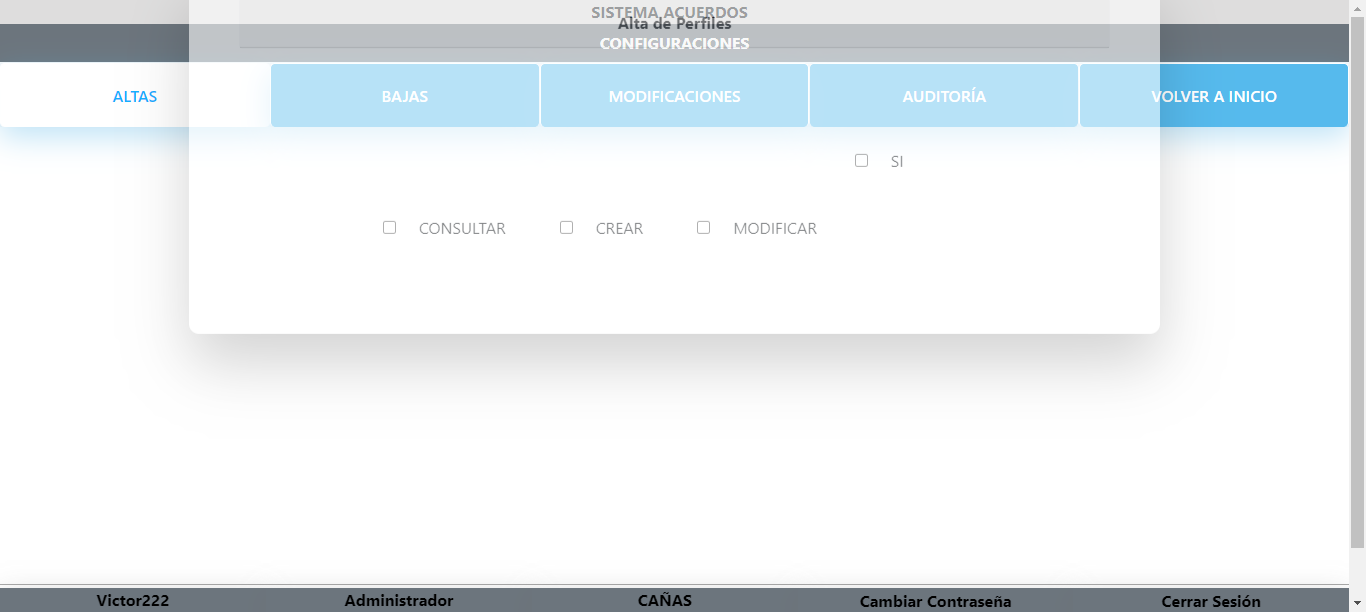 SISTEMA ACUERDOS
Alta de Perfiles
CONFIGURACIONES
ALTAS BAJAS MODIFICACIONES AUDITORÍA VOLVER A INICIO
SI
CONSULTAR CREAR MODIFICAR
Victor222 Administrador CAÑAS Cambiar Contraseña Cerrar Sesión